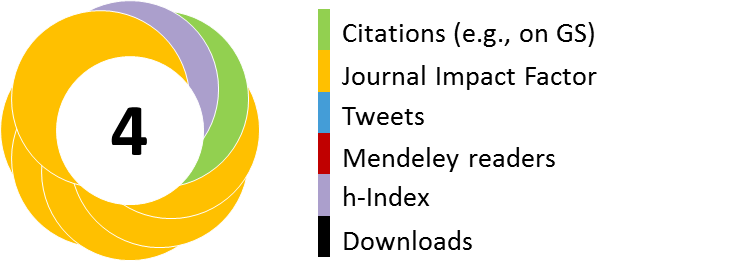 4
Citations (e.g., on GS)
Journal Impact Factor
Tweets
Mendeley readers
h-Index
Downloads